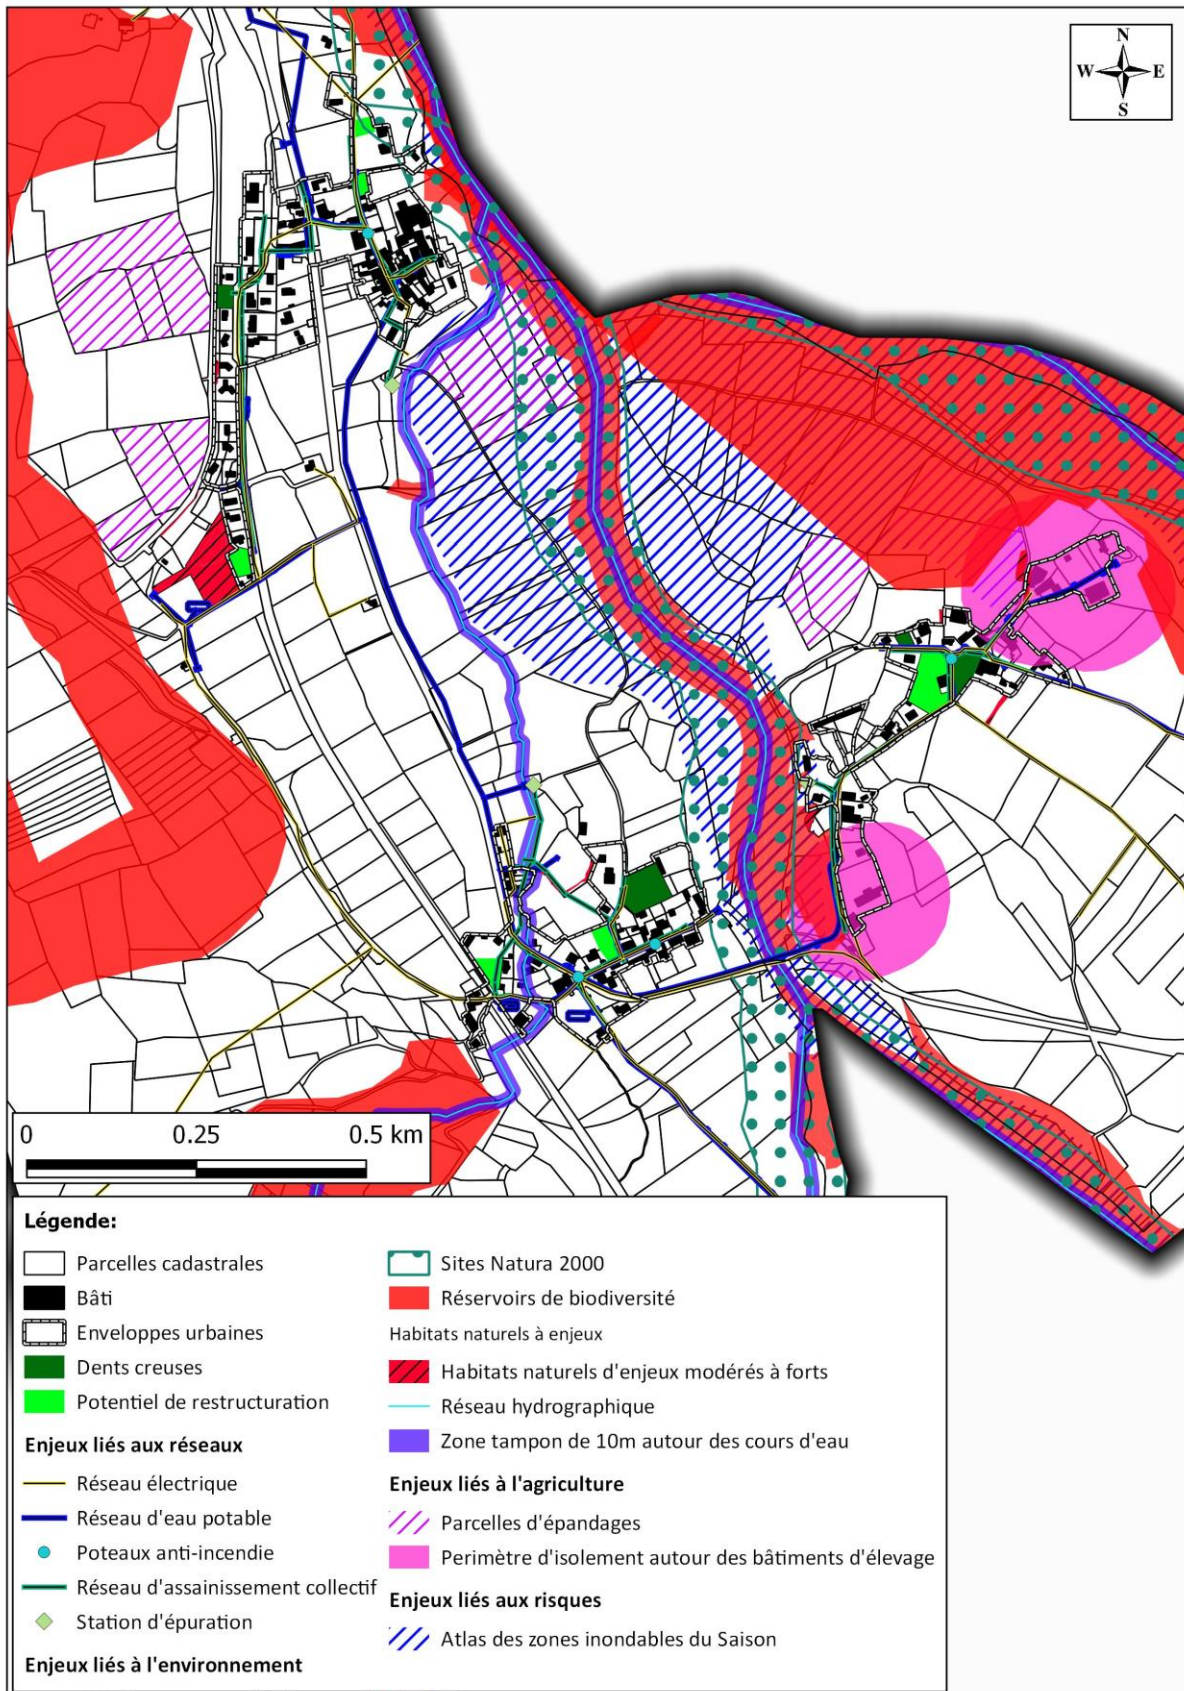 N
W E
S
0 0.25 0.5 km
Légende:
Parcelles cadastrales
Bâti
Enveloppes urbaines
Dents creuses
Potentiel de restructuration
Enjeux liés aux réseaux
Réseau électrique
Réseau d'eau potable
Poteaux anti-incendie
Réseau d'assainissement collectif
Station d'épuration
Enjeux liés à l'environnement
Sites Natura 2000
Réservoirs de biodiversité
Habitats naturels à enjeux
Habitats naturels d'enjeux modérés à forts
Réseau hydrographique
Zone tampon de 10m autour des cours d'eau
Enjeux liés à l'agriculture
Parcelles d'épandages
Perimètre d'isolement autour des bâtiments d'élevage
Enjeux liés aux risques
Atlas des zones inondables du Saison